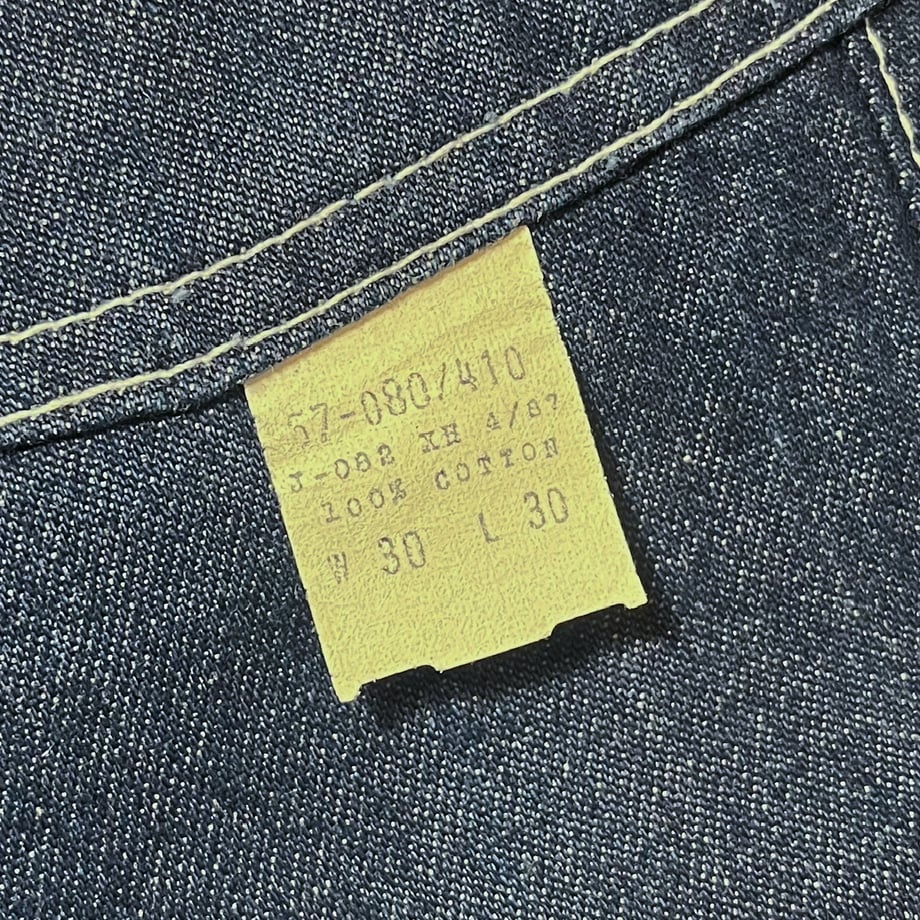 57-080/410
J-082 XH 4/87
100% COTTON
W 30 L 30